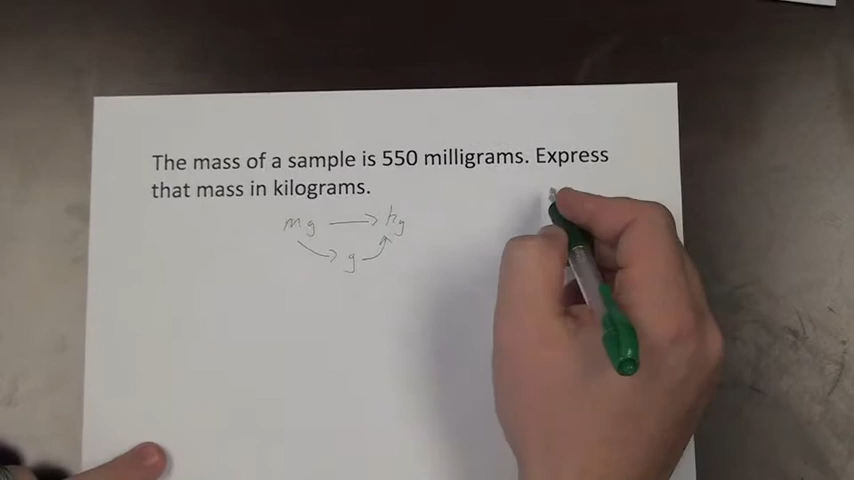 The mass of a sample is 550 milligrams. Express
that mass in kilograms.
mg → kg
g